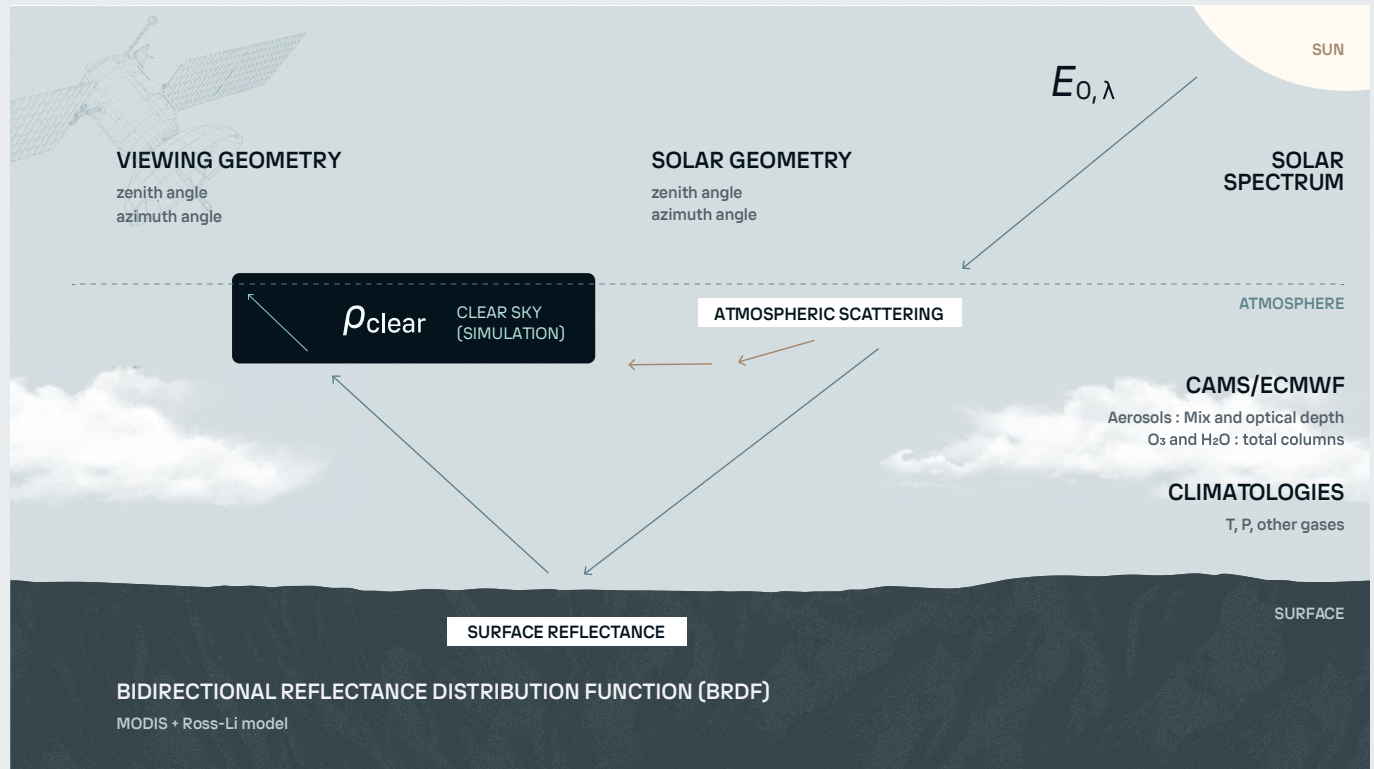 SUN
E0, λ
VIEWING GEOMETRY
zenith angle
azimuth angle
SOLAR GEOMETRY
zenith angle
azimuth angle
SOLAR
SPECTRUM
ρclear
CLEAR SKY
(SIMULATION)
ATMOSPHERIC SCATTERING
ATMOSPHERE
CAMS/ECMWF
Aerosols : Mix and optical depth
O₃ and H₂O : total columns
CLIMATOLOGIES
T, P, other gases
SURFACE
SURFACE REFLECTANCE
BIDIRECTIONAL REFLECTANCE DISTRIBUTION FUNCTION (BRDF)
MODIS + Ross-Li model